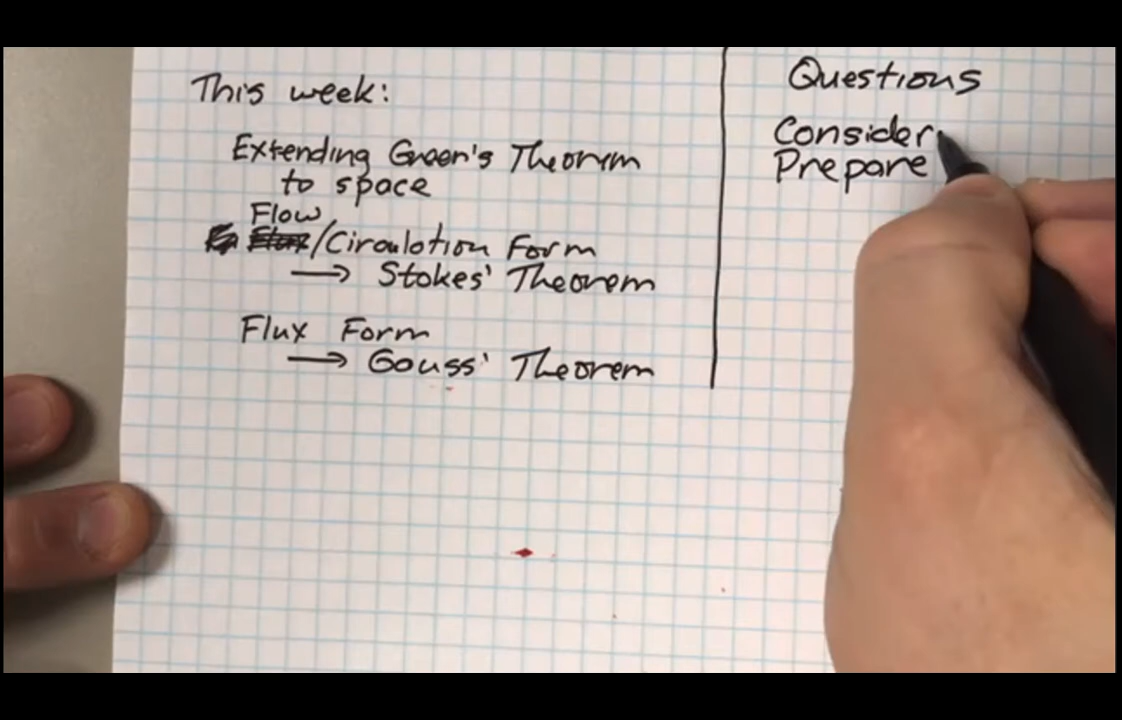 This week:
Extending Green's Theorem
to space
Flow
/Circulation Form
→ Stokes' Theorem
Flux Form
→ Gauss' Theorem
Questions
Consider
Prepare